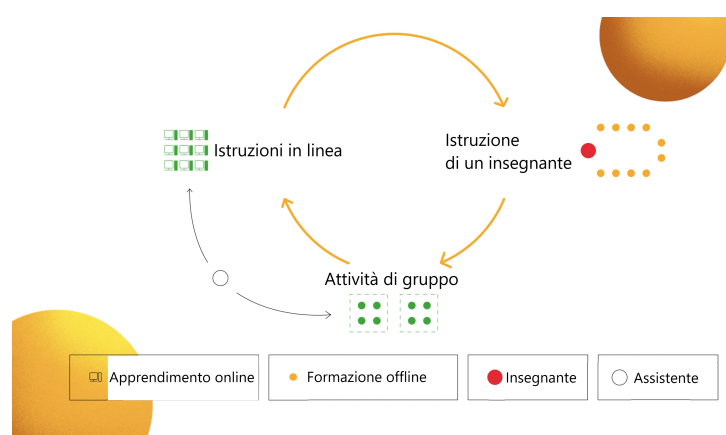 Istruzioni in linea
Istruzione
di un insegnante
Attività di gruppo
Apprendimento online
Formazione offline
Insegnante
Assistente